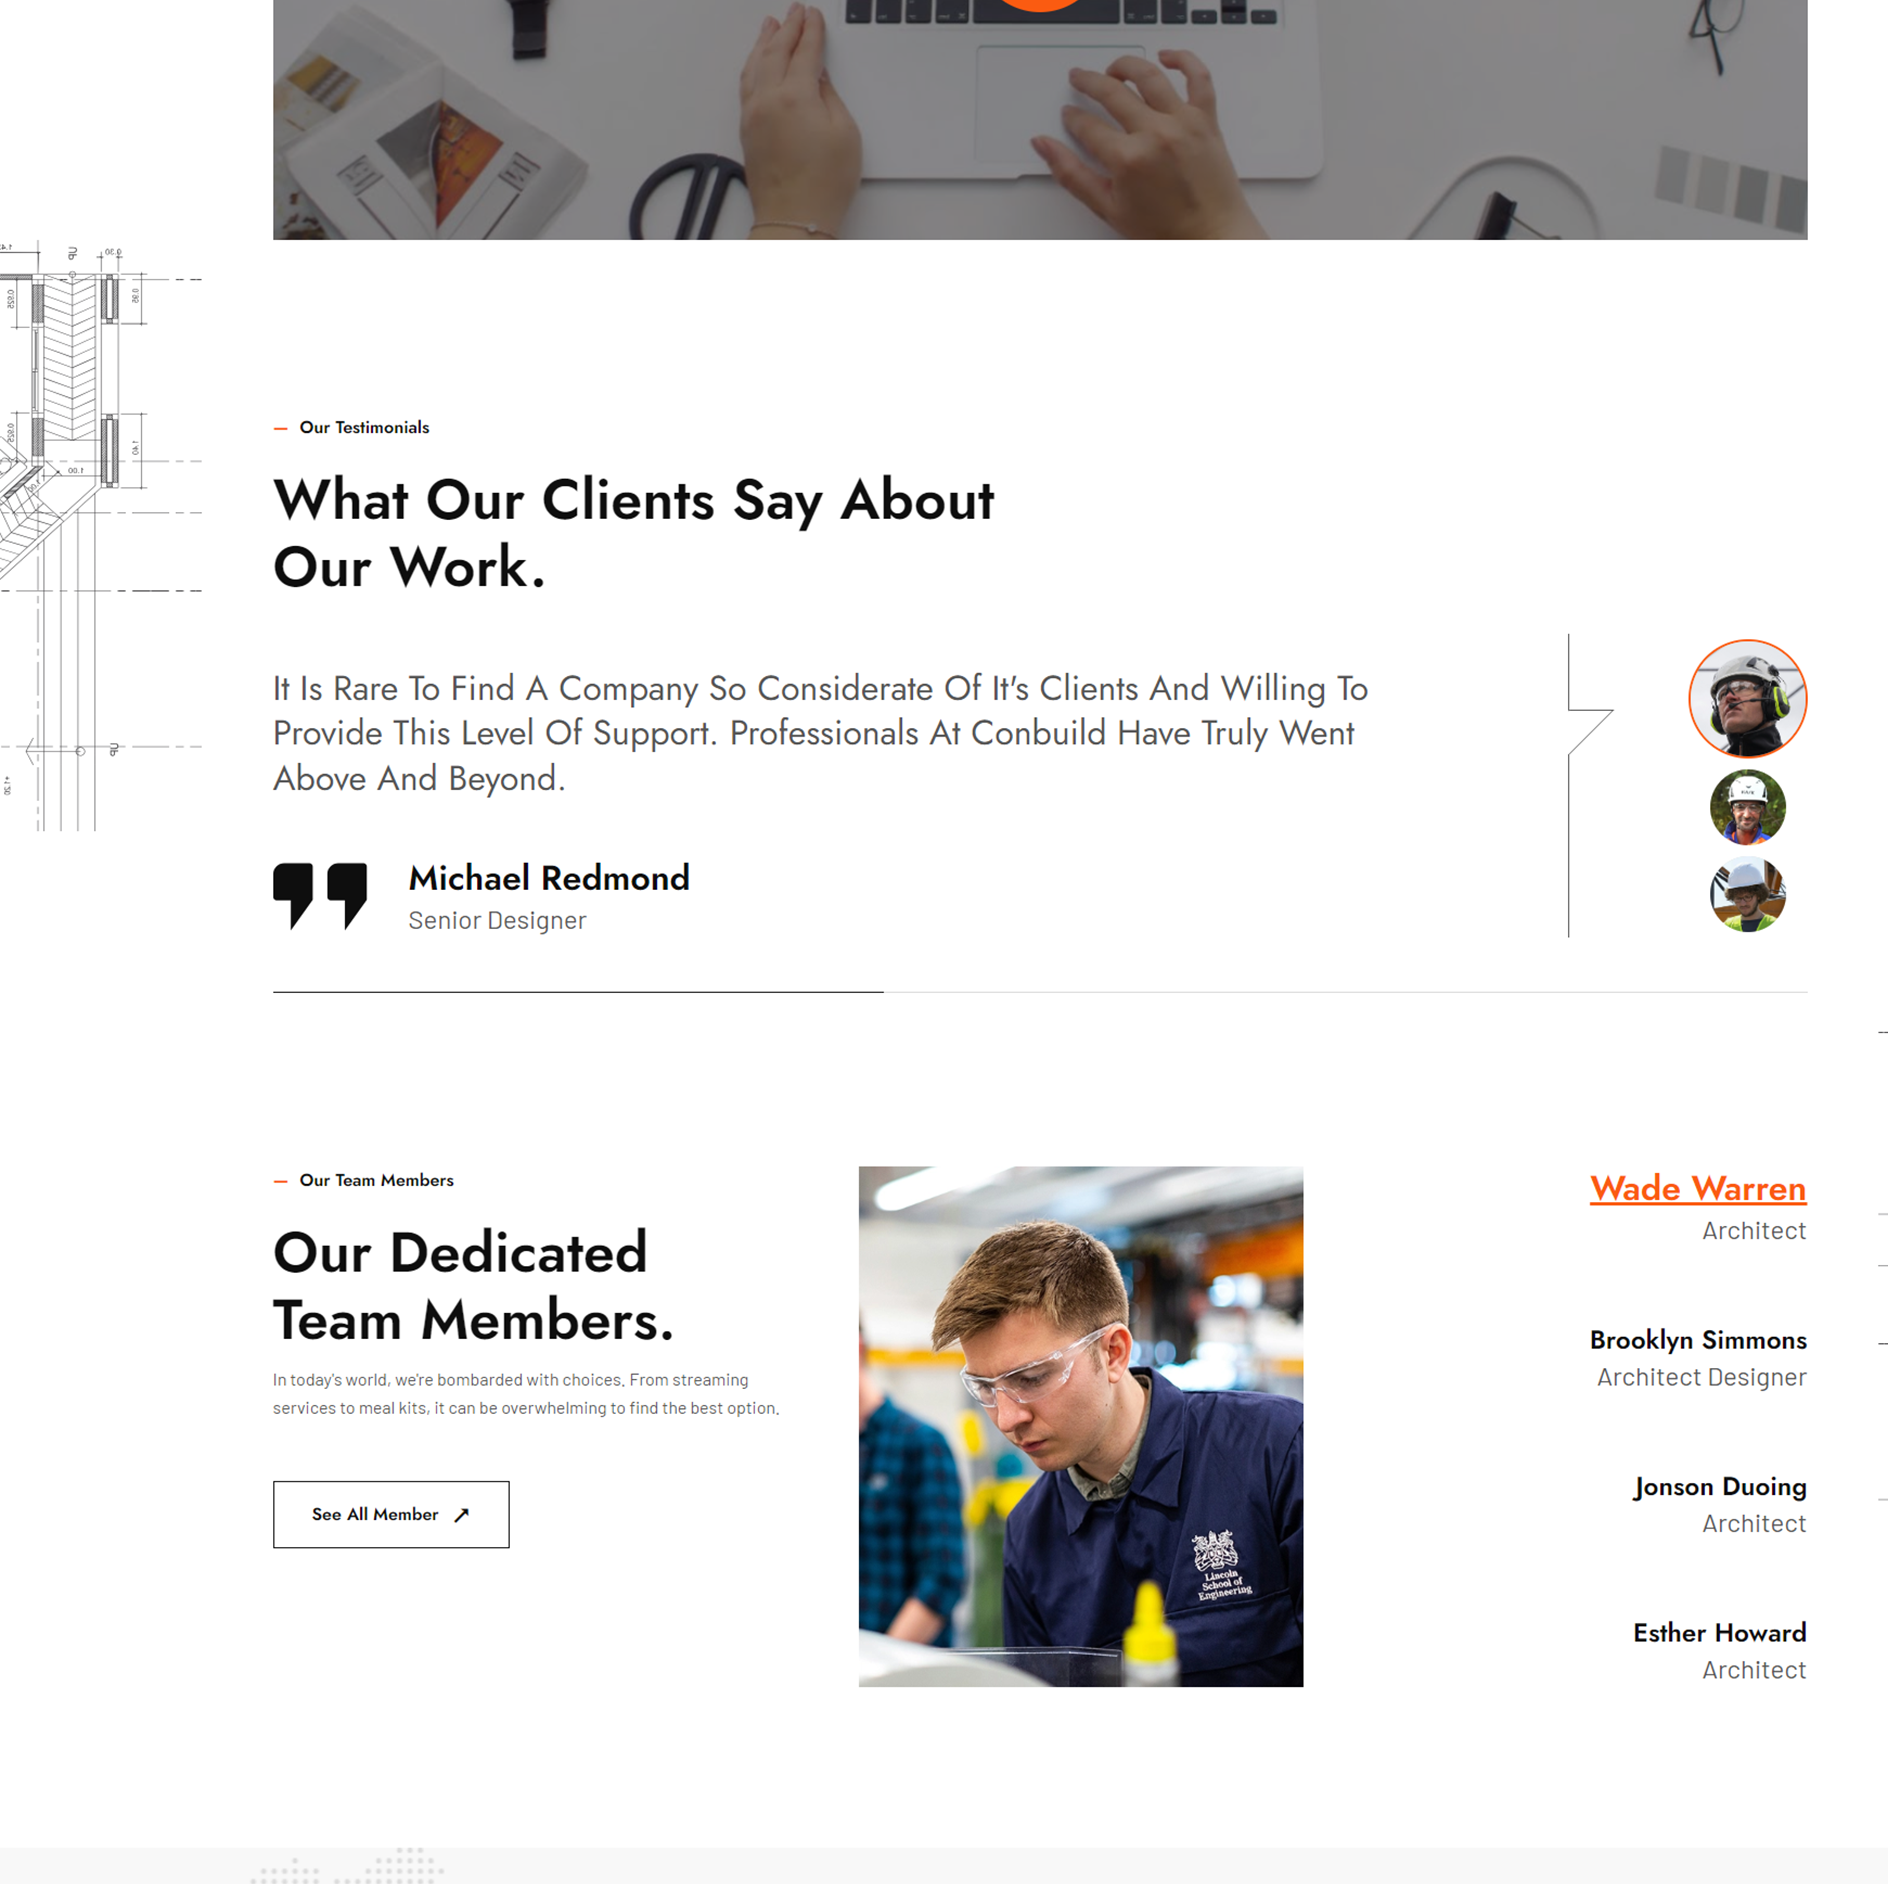 Our Testimonials
What Our Clients Say About
Our Work.
It Is Rare To Find A Company So Considerate Of It's Clients And Willing To
Provide This Level Of Support. Professionals At Conbuild Have Truly Went
Above And Beyond.
Michael Redmond
Senior Designer
Our Team Members
Our Dedicated
Team Members.
In today's world, we're bombarded with choices. From streaming
services to meal kits, it can be overwhelming to find the best option.
See All Member
Lincoln
School of
Engineering
Wade Warren
Architect
Brooklyn Simmons
Architect Designer
Jonson Duoing
Architect
Esther Howard
Architect